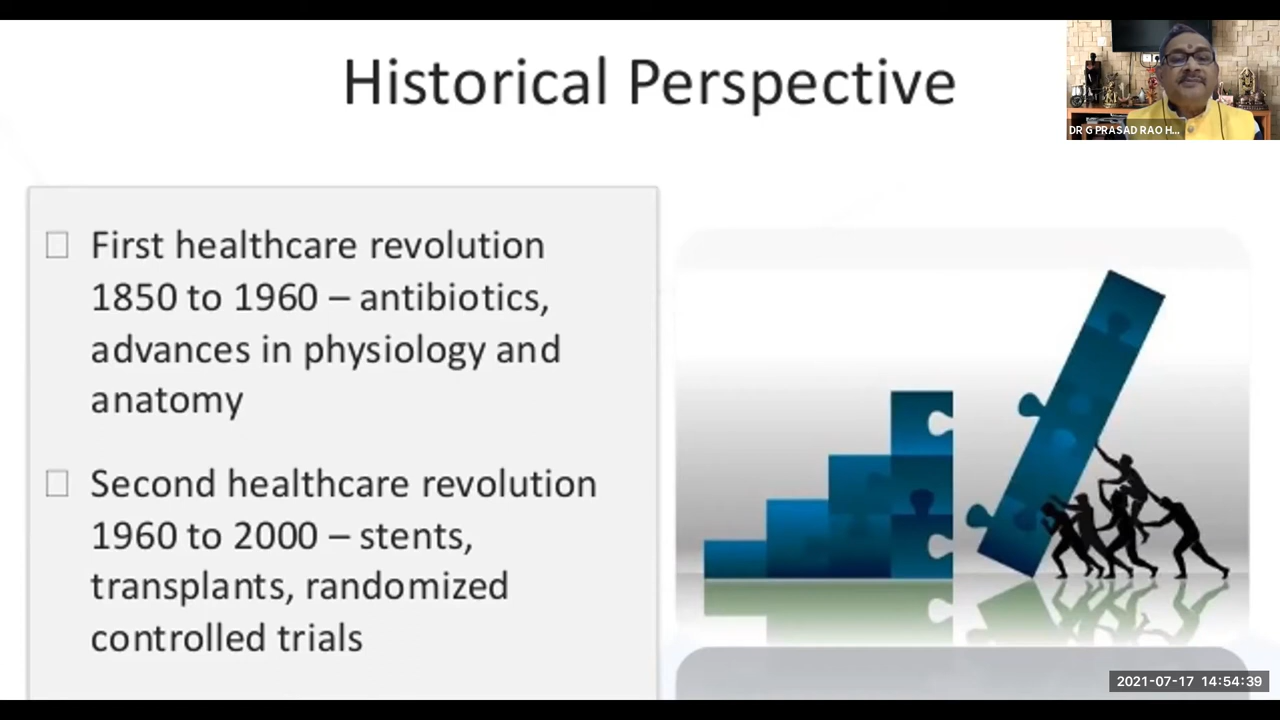 Historical Perspective
DR G PRASAD RAO H...
First healthcare revolution
1850 to 1960 – antibiotics,
advances in physiology and
anatomy
Second healthcare revolution
1960 to 2000 – stents,
transplants, randomized
controlled trials
2021-07-17 14:54:39